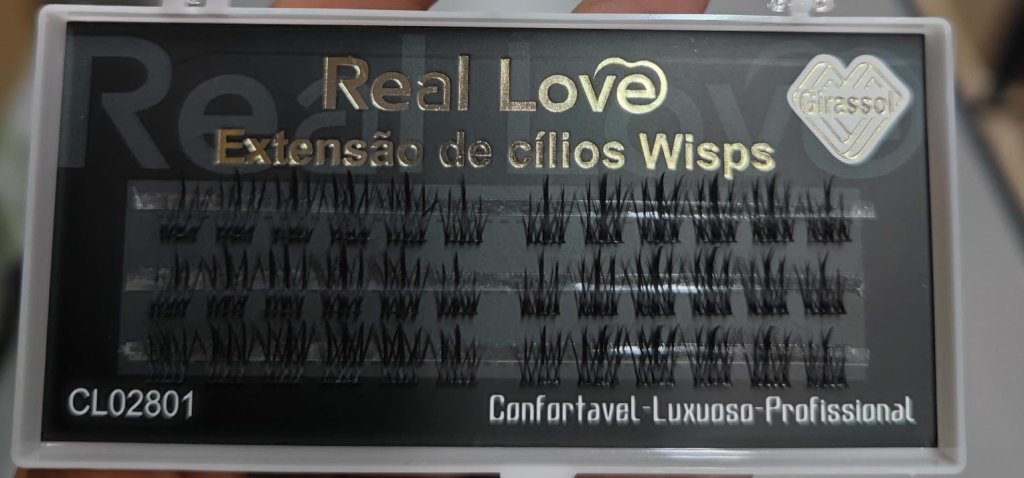 Real Love
Girassol
Extensão de cílios Wisps
CL02801
Confortavel-Luxuoso-Profissional